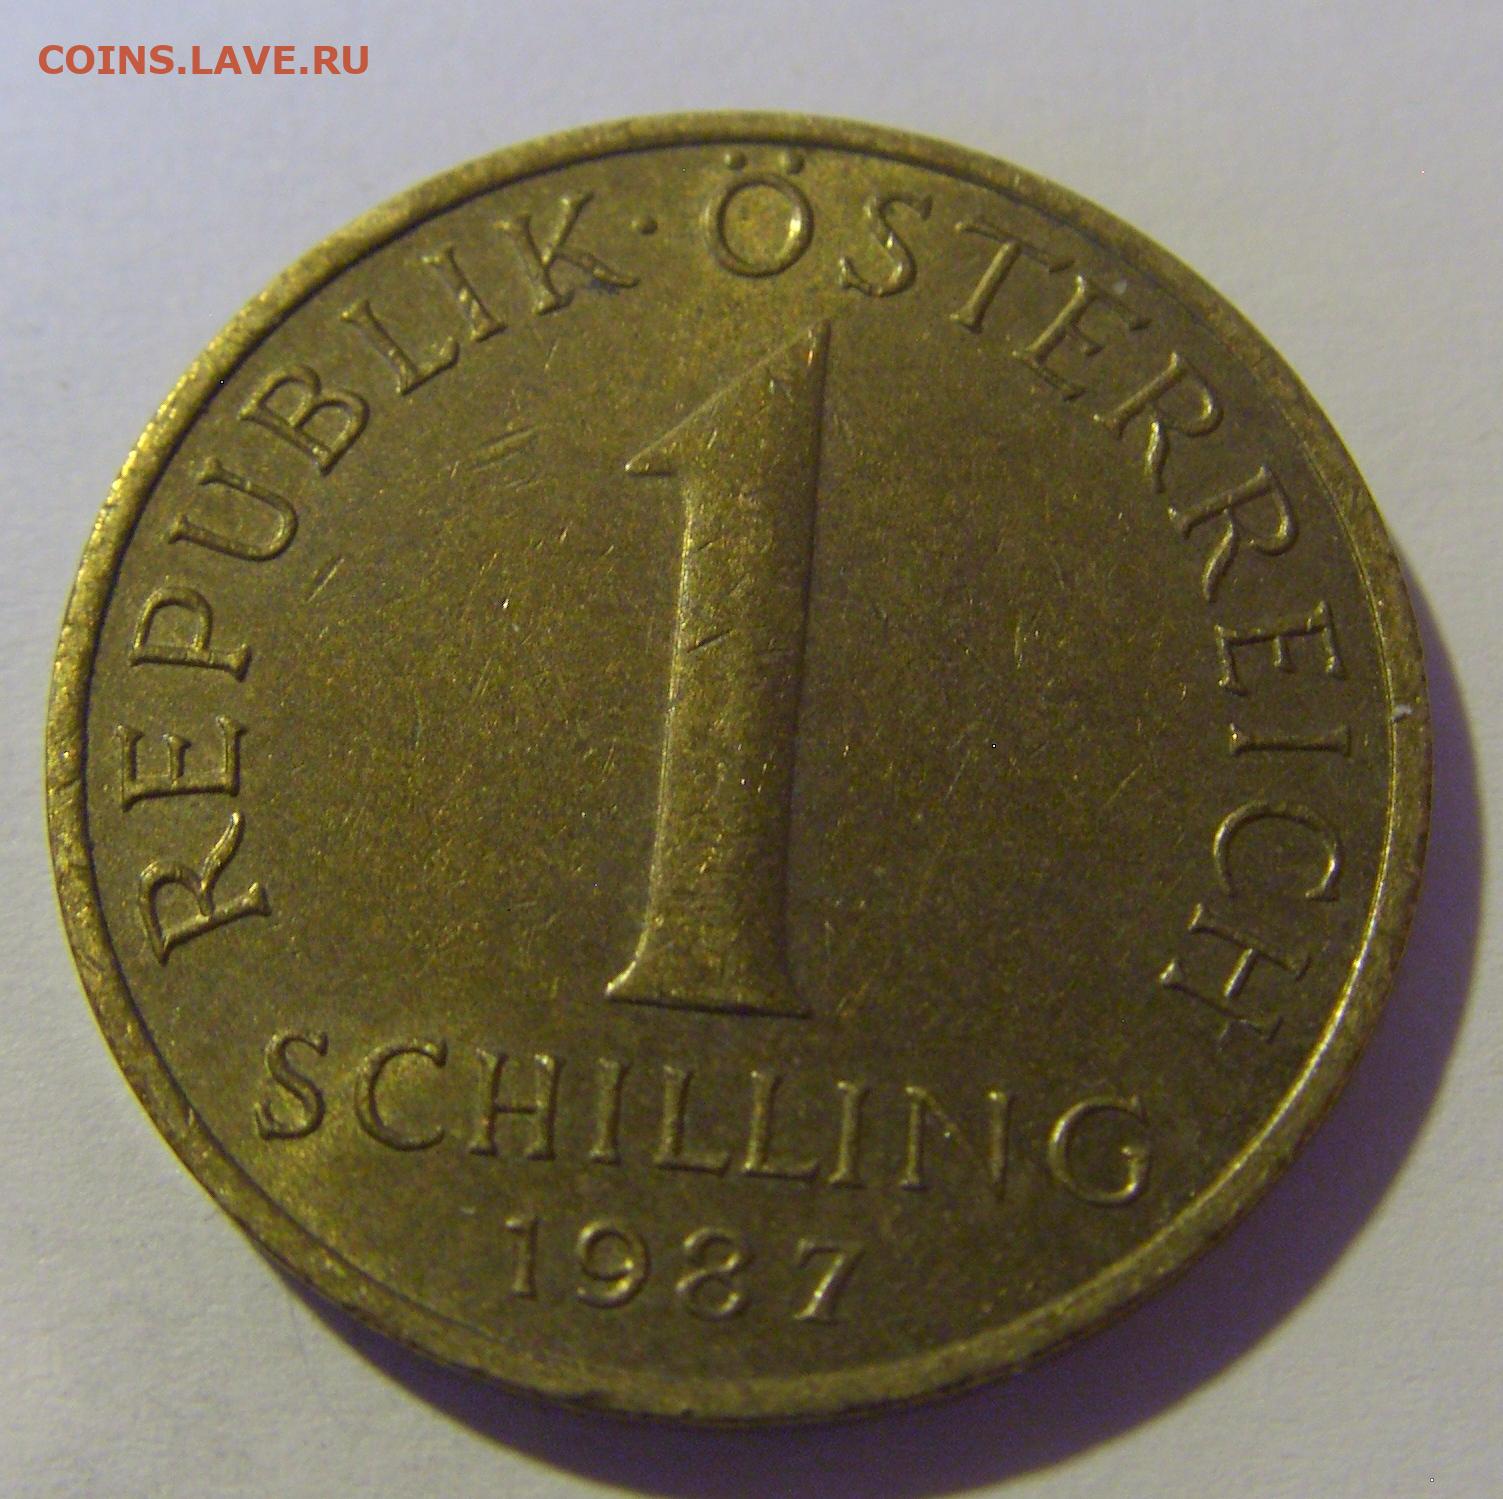 COINS.LAVE.RU
REPUBLIK · ÖSTERREICH
1
SCHILLING
1987